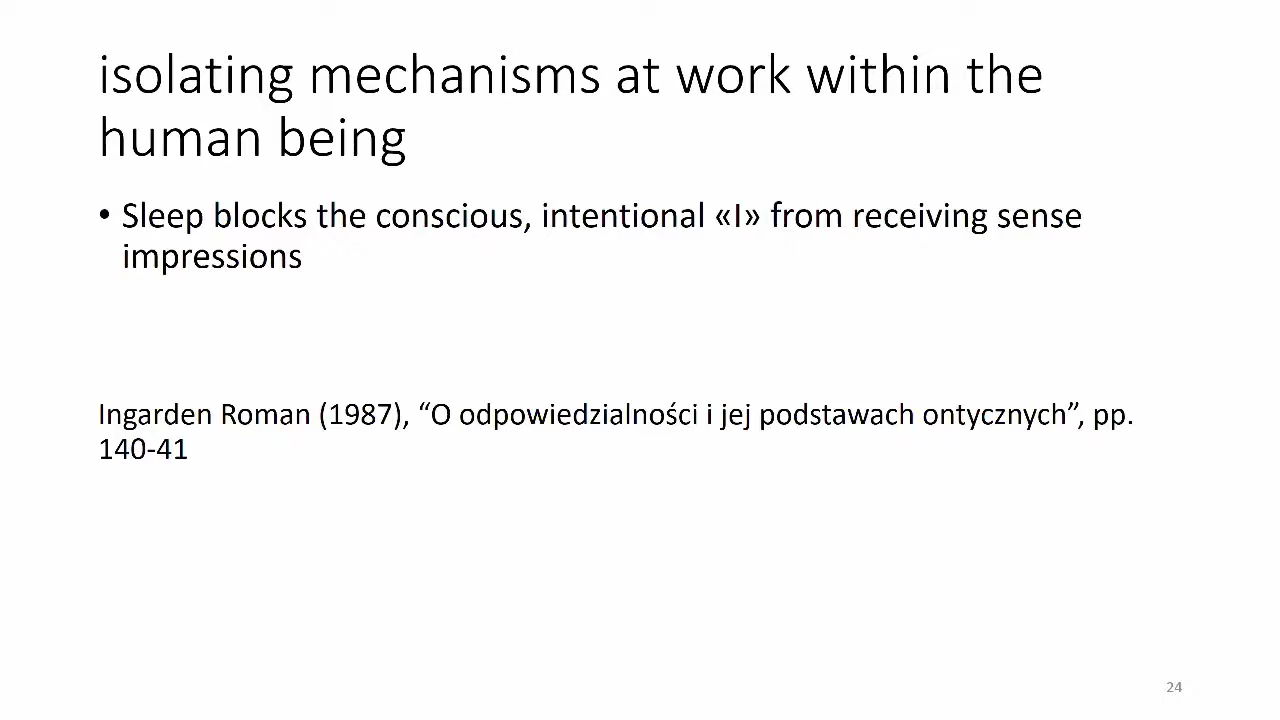 isolating mechanisms at work within the
human being
• Sleep blocks the conscious, intentional «I» from receiving sense
impressions
Ingarden Roman (1987), “O odpowiedzialności i jej podstawach ontycznych”, pp.
140-41
24